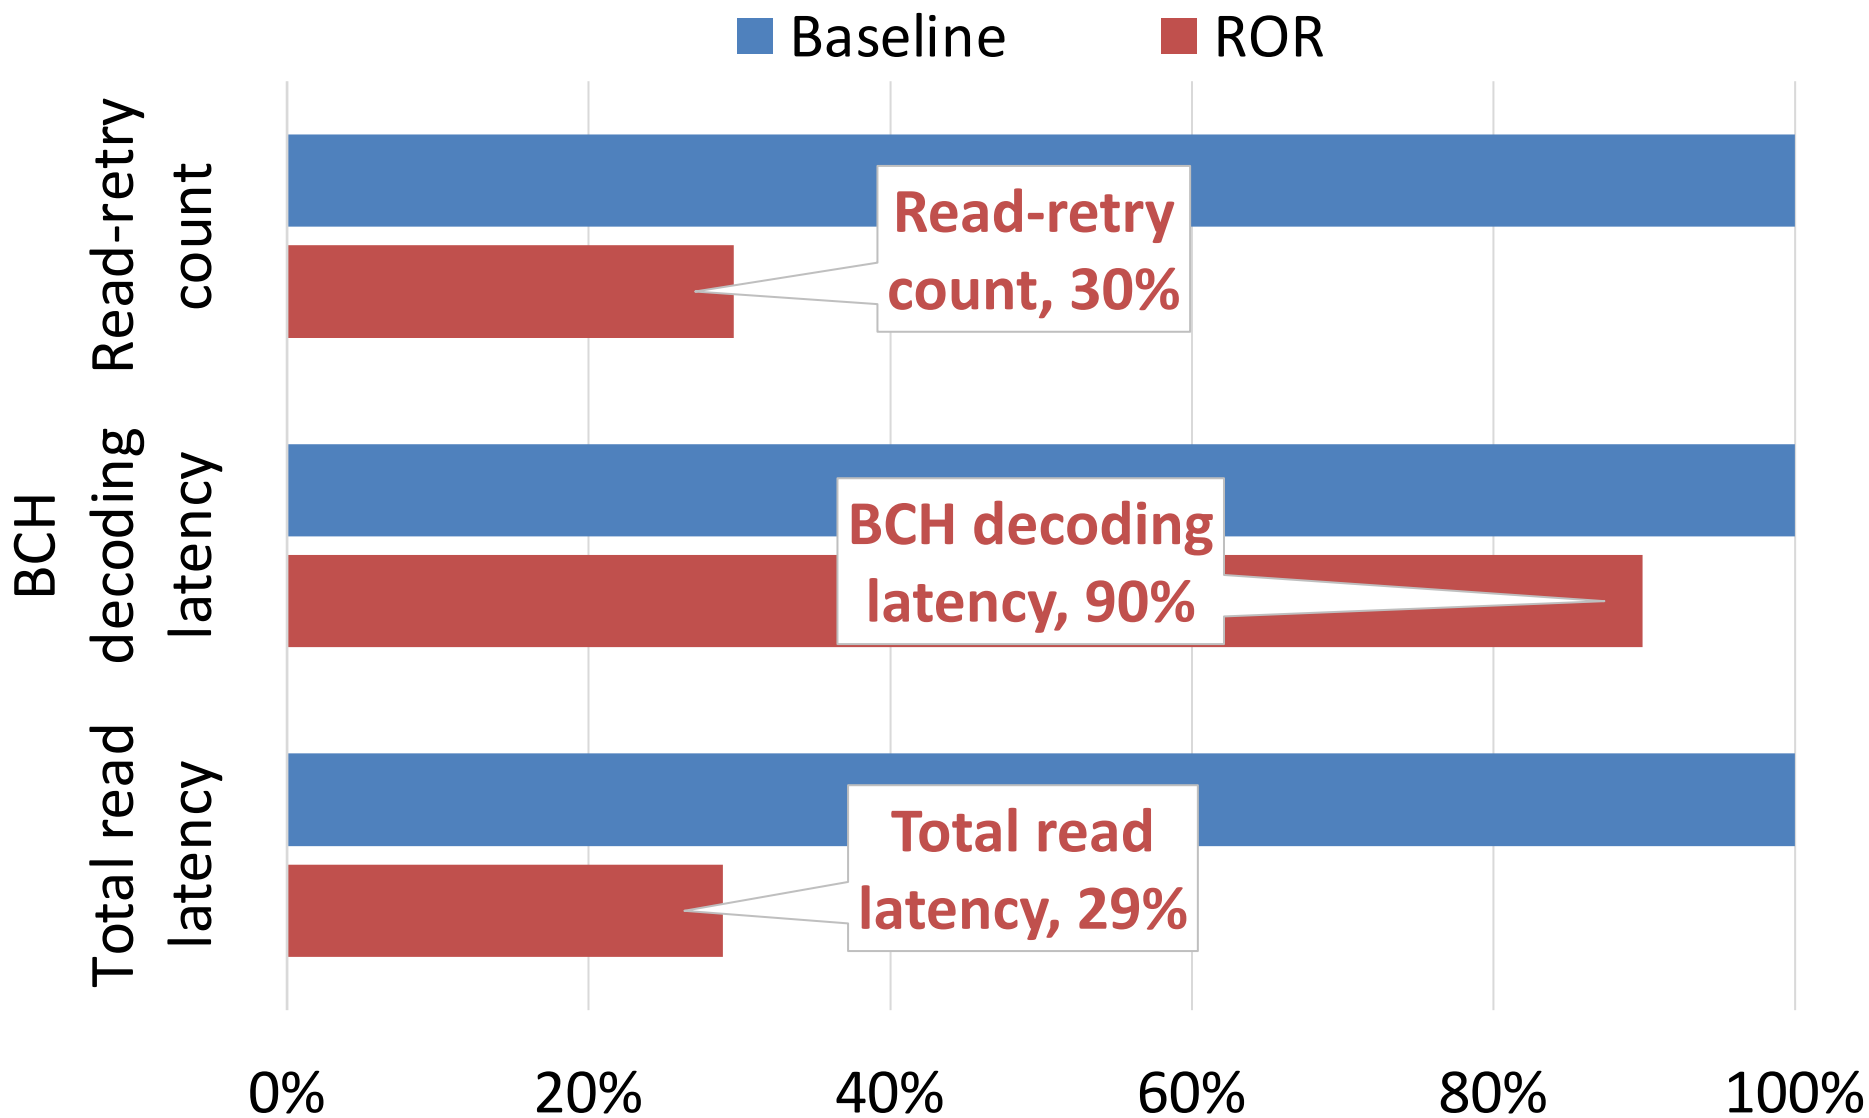 Baseline ROR
Read-retry
count
Read-retry
count, 30%
BCH
decoding
latency
BCH decoding
latency, 90%
Total read
latency
Total read
latency, 29%
0% 20% 40% 60% 80% 100%